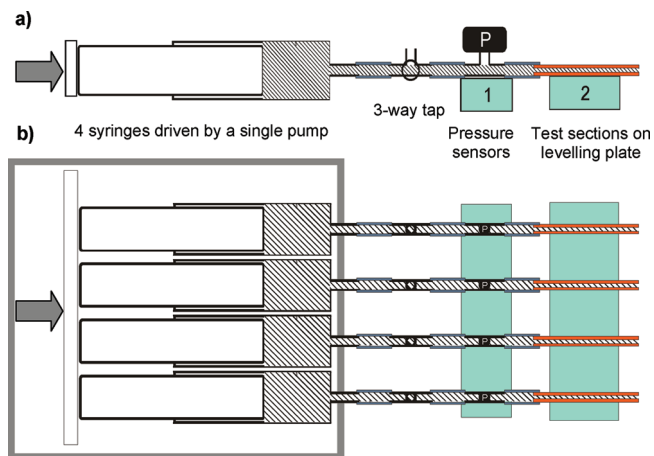 a)
P
1
2
3-way tap
4 syringes driven by a single pump
Pressure
sensors
Test sections on
levelling plate
b)
P
P
P
P